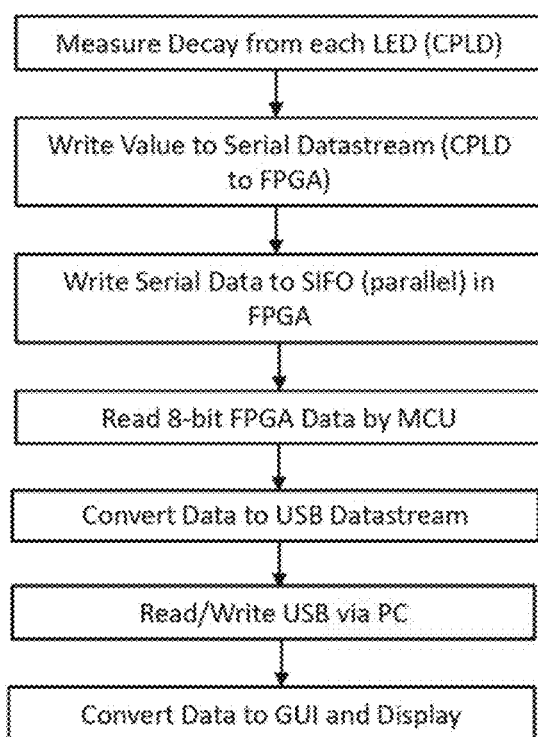 Measure Decay from each LED (CPLD)
Write Value to Serial Datastream (CPLD
to FPGA)
Write Serial Data to SIFO (parallel) in
FPGA
Read 8-bit FPGA Data by MCU
Convert Data to USB Datastream
Read/Write USB via PC
Convert Data to GUI and Display